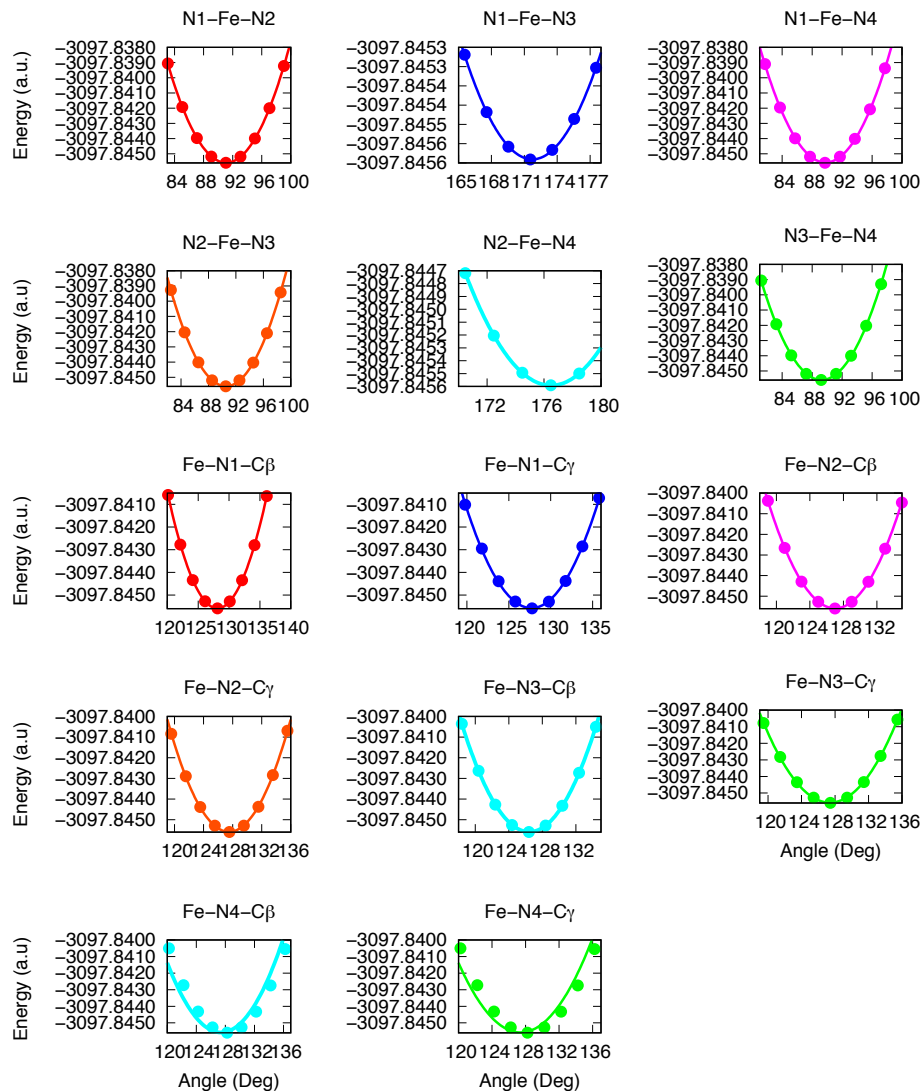 N1−Fe−N2
Energy (a.u.)
−3097.8380
−3097.8390
−3097.8400
−3097.8410
−3097.8420
−3097.8430
−3097.8440
−3097.8450
84 88 92 96 100
N1−Fe−N3
−3097.8453
−3097.8453
−3097.8454
−3097.8454
−3097.8455
−3097.8456
−3097.8456
165 168 171 174 177
N1−Fe−N4
−3097.8380
−3097.8390
−3097.8400
−3097.8410
−3097.8420
−3097.8430
−3097.8440
−3097.8450
84 88 92 96 100
N2−Fe−N3
Energy (a.u)
−3097.8380
−3097.8390
−3097.8400
−3097.8410
−3097.8420
−3097.8430
−3097.8440
−3097.8450
84 88 92 96 100
N2−Fe−N4
−3097.8447
−3097.8448
−3097.8449
−3097.8450
−3097.8451
−3097.8452
−3097.8453
−3097.8454
−3097.8455
−3097.8456
172 176 180
N3−Fe−N4
−3097.8380
−3097.8390
−3097.8400
−3097.8410
−3097.8420
−3097.8430
−3097.8440
−3097.8450
84 88 92 96 100
Fe−N1−Cβ
Energy (a.u.)
−3097.8410
−3097.8420
−3097.8430
−3097.8440
−3097.8450
120 125 130 135 140
Fe−N1−Cγ
−3097.8410
−3097.8420
−3097.8430
−3097.8440
−3097.8450
120 125 130 135
Fe−N2−Cβ
−3097.8400
−3097.8410
−3097.8420
−3097.8430
−3097.8440
−3097.8450
120 124 128 132
Fe−N2−Cγ
Energy (a.u)
−3097.8400
−3097.8410
−3097.8420
−3097.8430
−3097.8440
−3097.8450
120 124 128 132 136
Fe−N3−Cβ
−3097.8400
−3097.8410
−3097.8420
−3097.8430
−3097.8440
−3097.8450
120 124 128 132
Fe−N3−Cγ
−3097.8400
−3097.8410
−3097.8420
−3097.8430
−3097.8440
−3097.8450
120 124 128 132 136
Angle (Deg)
Fe−N4−Cβ
Energy (a.u)
−3097.8400
−3097.8410
−3097.8420
−3097.8430
−3097.8440
−3097.8450
120 124 128 132 136
Angle (Deg)
Fe−N4−Cγ
−3097.8400
−3097.8410
−3097.8420
−3097.8430
−3097.8440
−3097.8450
120 124 128 132 136
Angle (Deg)